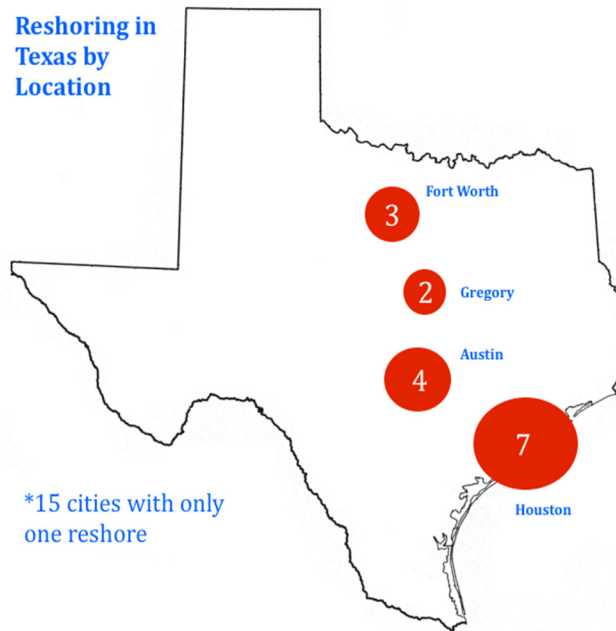 Reshoring in
Texas by
Location
Fort Worth
3
2
Gregory
Austin
4
7
Houston
*15 cities with only
one reshore